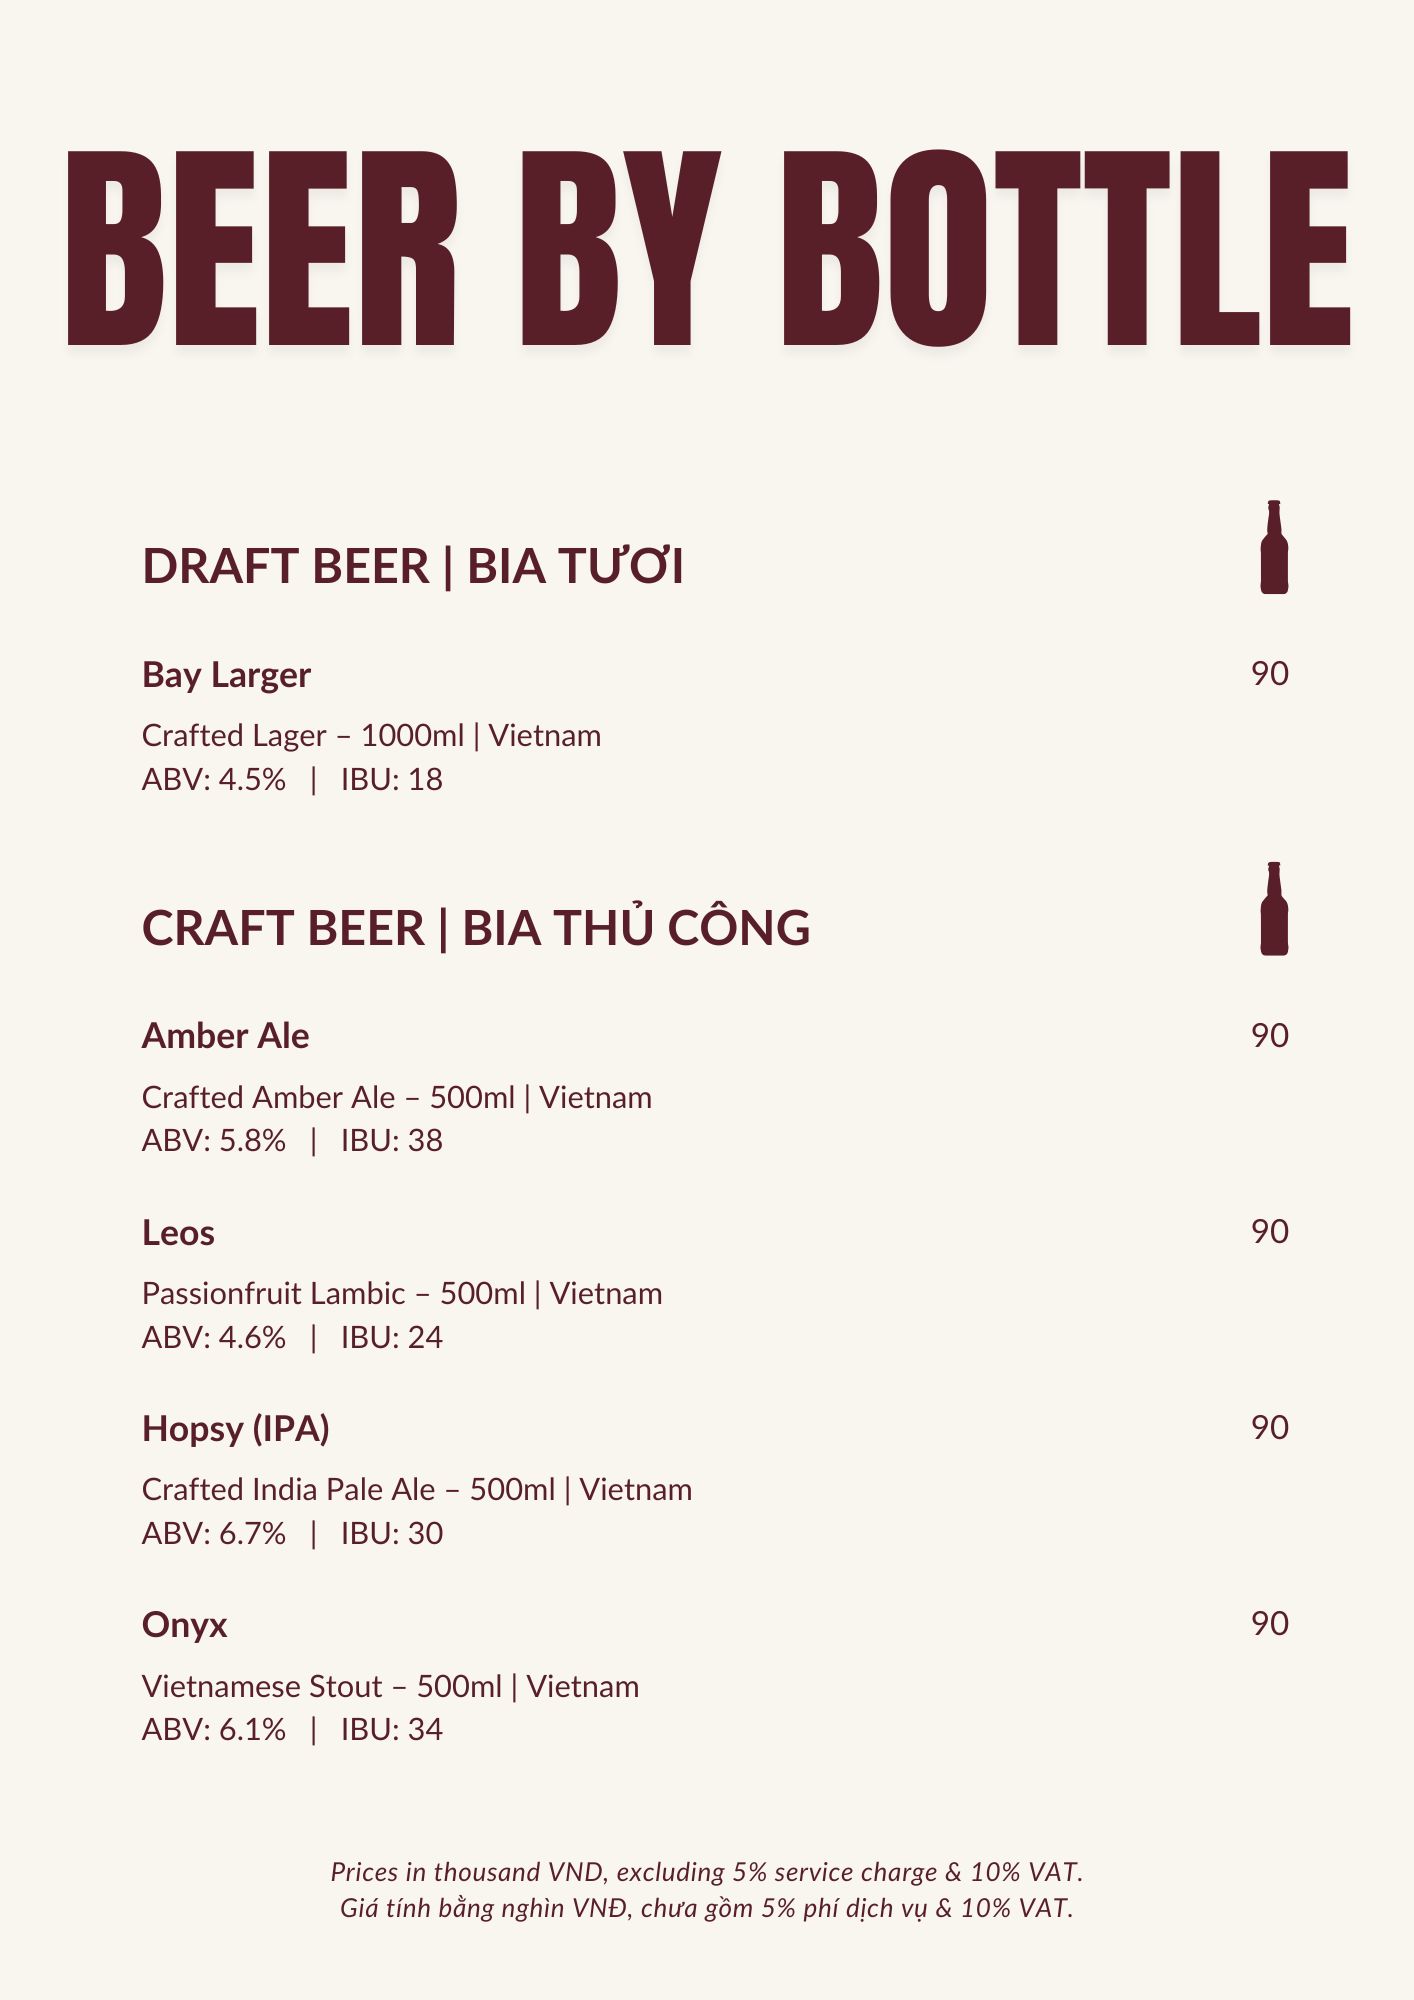 BEER BY BOTTLE
DRAFT BEER | BIA TƯƠI
Bay Larger 90
Crafted Lager – 1000ml | Vietnam
ABV: 4.5% | IBU: 18
CRAFT BEER | BIA THỦ CÔNG
Amber Ale 90
Crafted Amber Ale – 500ml | Vietnam
ABV: 5.8% | IBU: 38
Leos 90
Passionfruit Lambic – 500ml | Vietnam
ABV: 4.6% | IBU: 24
Hopsy (IPA) 90
Crafted India Pale Ale – 500ml | Vietnam
ABV: 6.7% | IBU: 30
Onyx 90
Vietnamese Stout – 500ml | Vietnam
ABV: 6.1% | IBU: 34
Prices in thousand VND, excluding 5% service charge & 10% VAT.
Giá tính bằng nghìn VNĐ, chưa gồm 5% phí dịch vụ & 10% VAT.